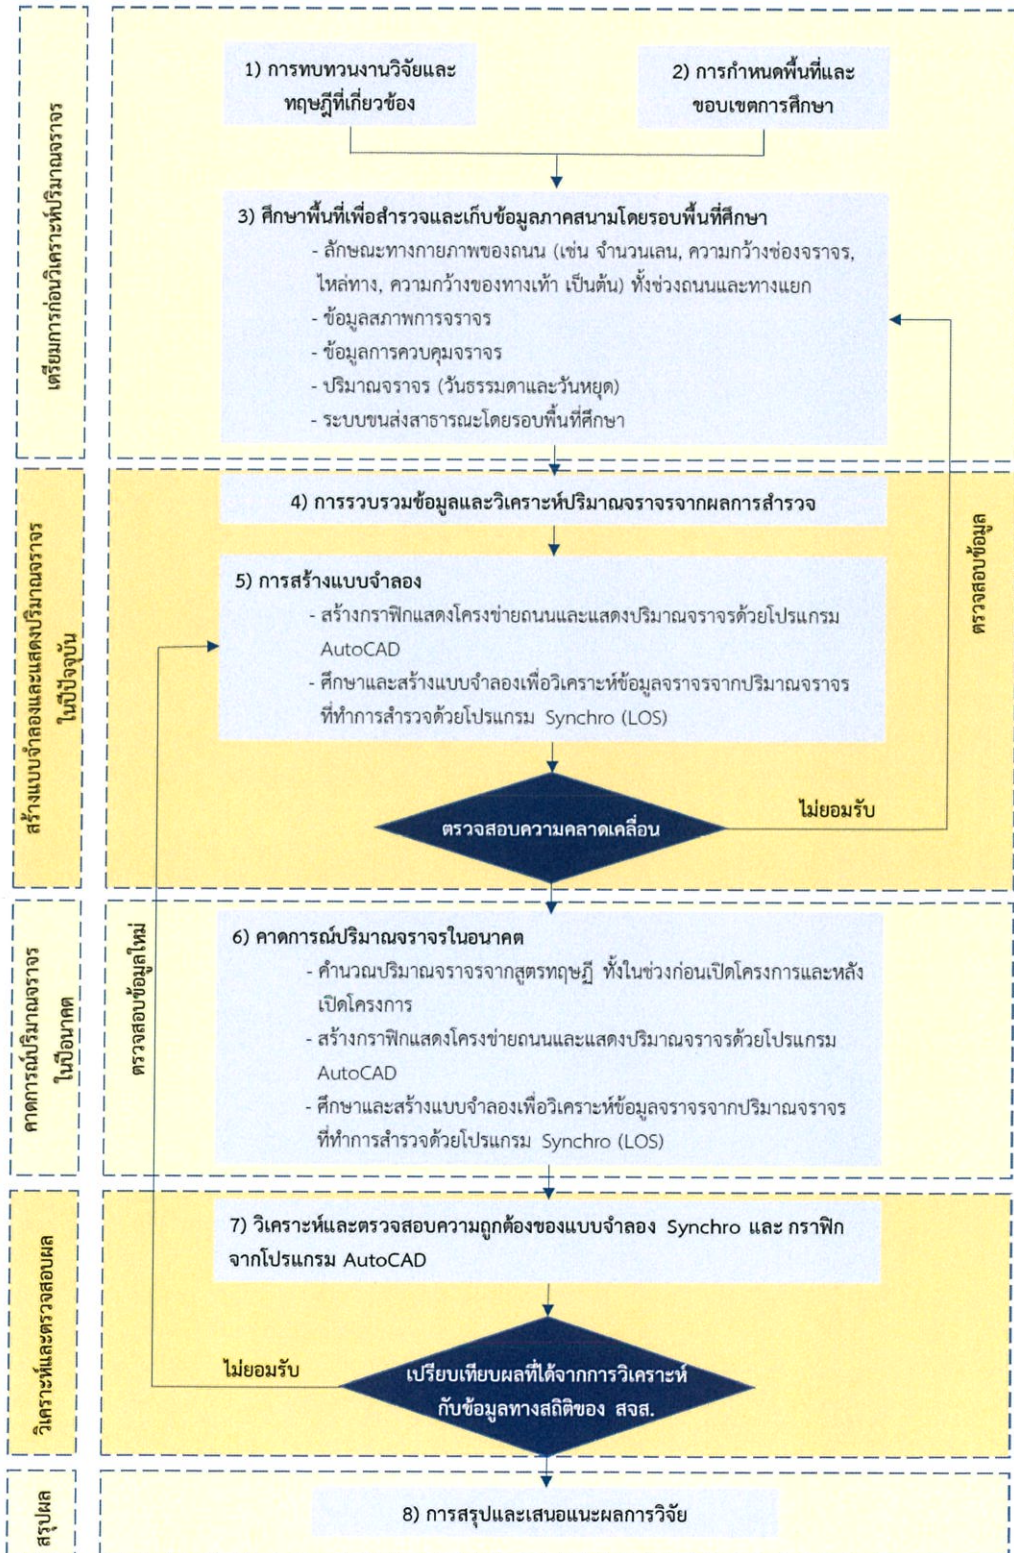 เตรียมการก่อนวิเคราะห์ปริมาณจราจร
1) การทบทวนงานวิจัยและ
ทฤษฎีที่เกี่ยวข้อง
2) การกำหนดพื้นที่และ
ขอบเขตการศึกษา
3) ศึกษาพื้นที่เพื่อสำรวจและเก็บข้อมูลภาคสนามโดยรอบพื้นที่ศึกษา
- ลักษณะทางกายภาพของถนน (เช่น จำนวนเลน, ความกว้างช่องจราจร,
ไหล่ทาง, ความกว้างของทางเท้า เป็นต้น) ทั้งช่วงถนนและทางแยก
- ข้อมูลสภาพการจราจร
- ข้อมูลการควบคุมจราจร
- ปริมาณจราจร (วันธรรมดาและวันหยุด)
- ระบบขนส่งสาธารณะโดยรอบพื้นที่ศึกษา
สร้างแบบจำลองและแสดงปริมาณจราจร
ในปีปัจจุบัน
4) การรวบรวมข้อมูลและวิเคราะห์ปริมาณจราจรจากผลการสำรวจ
5) การสร้างแบบจำลอง
- สร้างกราฟิกแสดงโครงข่ายถนนและแสดงปริมาณจราจรด้วยโปรแกรม
AutoCAD
- ศึกษาและสร้างแบบจำลองเพื่อวิเคราะห์ข้อมูลจราจรจากปริมาณจราจร
ที่ทำการสำรวจด้วยโปรแกรม Synchro (LOS)
ตรวจสอบข้อมูล
ตรวจสอบความคลาดเคลื่อน
ไม่ยอมรับ
คาดการณ์ปริมาณจราจร
ในปีอนาคต
ตรวจสอบข้อมูลใหม่
6) คาดการณ์ปริมาณจราจรในอนาคต
- คำนวณปริมาณจราจรจากสูตรทฤษฎี ทั้งในช่วงก่อนเปิดโครงการและหลัง
เปิดโครงการ
- สร้างกราฟิกแสดงโครงข่ายถนนและแสดงปริมาณจราจรด้วยโปรแกรม
AutoCAD
- ศึกษาและสร้างแบบจำลองเพื่อวิเคราะห์ข้อมูลจราจรจากปริมาณจราจร
ที่ทำการสำรวจด้วยโปรแกรม Synchro (LOS)
วิเคราะห์และตรวจสอบผล
7) วิเคราะห์และตรวจสอบความถูกต้องของแบบจำลอง Synchro และ กราฟิก
จากโปรแกรม AutoCAD
ไม่ยอมรับ
เปรียบเทียบผลที่ได้จากการวิเคราะห์
กับข้อมูลทางสถิติของ สจส.
สรุปผล
8) การสรุปและเสนอแนะผลการวิจัย